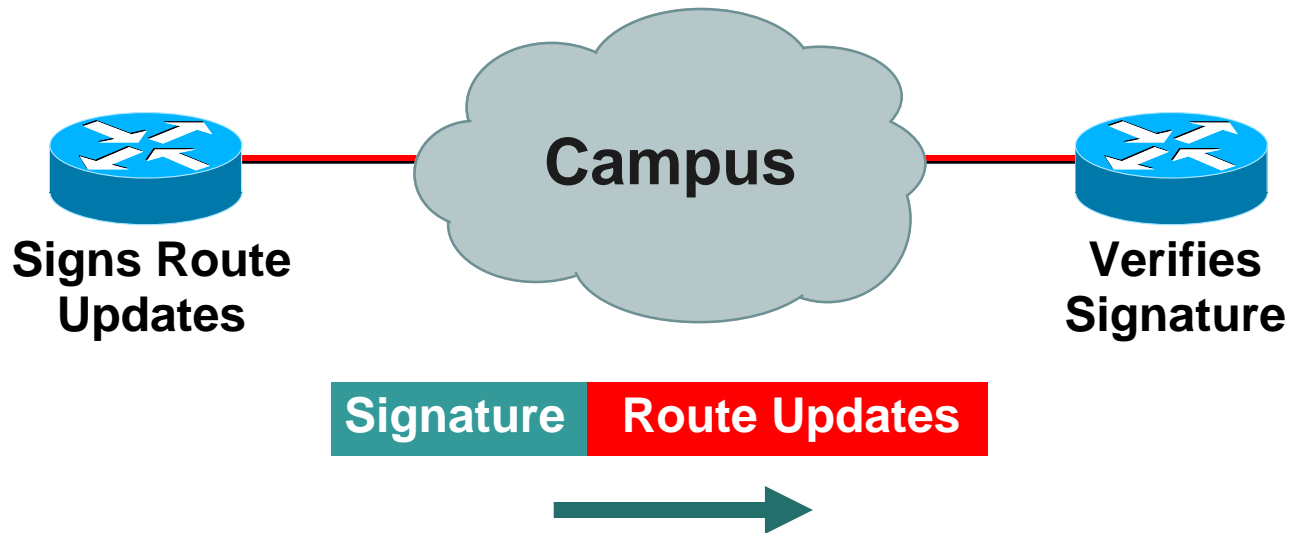 Campus
Signs Route
Updates
Verifies
Signature
Signature Route Updates